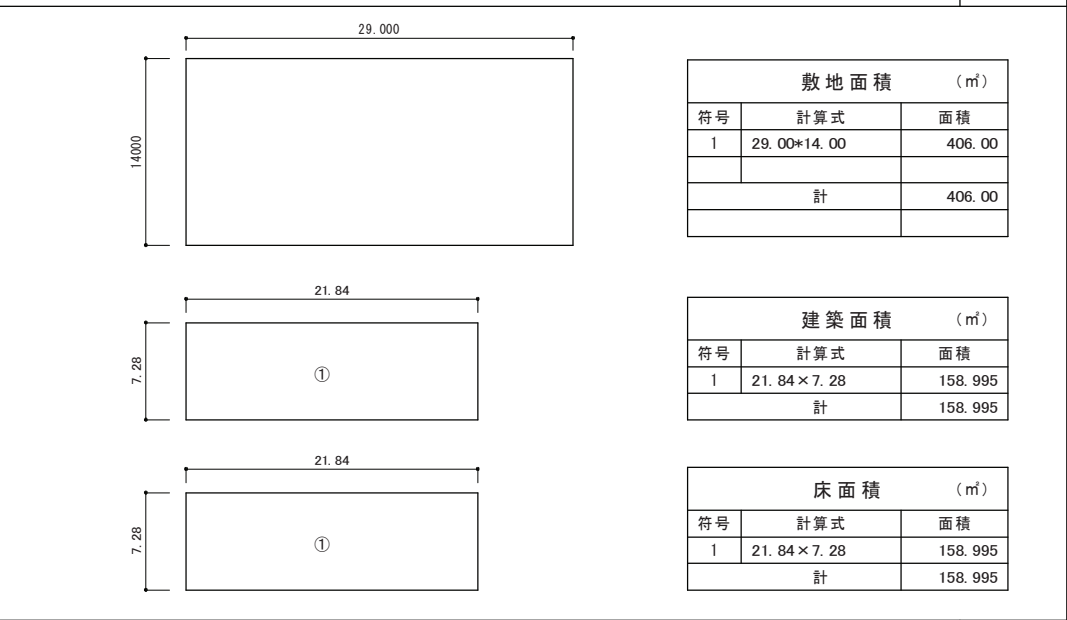 29.000
14000
敷地面積 (㎡)
符号 計算式 面積
1 29.00*14.00 406.00
計 406.00
21.84
7.28
①
建築面積 (㎡)
符号 計算式 面積
1 21.84×7.28 158.995
計 158.995
21.84
7.28
①
床面積 (㎡)
符号 計算式 面積
1 21.84×7.28 158.995
計 158.995